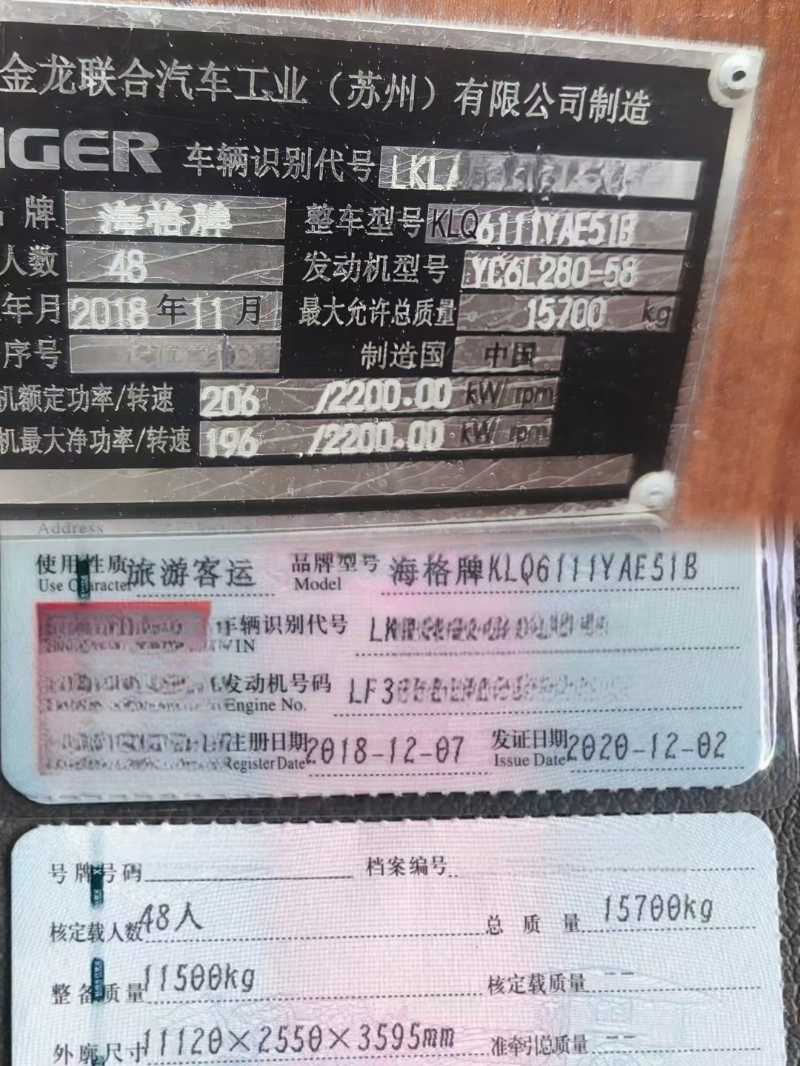 金龙联合汽车工业（苏州）有限公司制造
IGER 车辆识别代号 LKL
牌 海格牌 整车型号 KLQ6111YAE51B
人数 48 发动机型号 YC6L280-58
年月 2018 年 11 月 最大允许总质量 15700 kg
序号 制造国 中国
机额定功率/转速 206 /2200.00 kW/ rpm
机最大净功率/转速 196 /2200.00 kW/ rpm
Address
使用性质 旅游客运 品牌型号 海格牌KLQ6111YAE51B
Use Character Model
车辆识别代号 LK
VIN
发动机号码 LF3
Engine No.
注册日期 2018-12-07 发证日期 2020-12-02
Register Date Issue Date
号牌号码 档案编号
核定载人数 48人 总质量 15700kg
整备质量 11500kg 核定载质量 --
外廓尺寸 11120×2550×3595mm 准牵引总质量 --